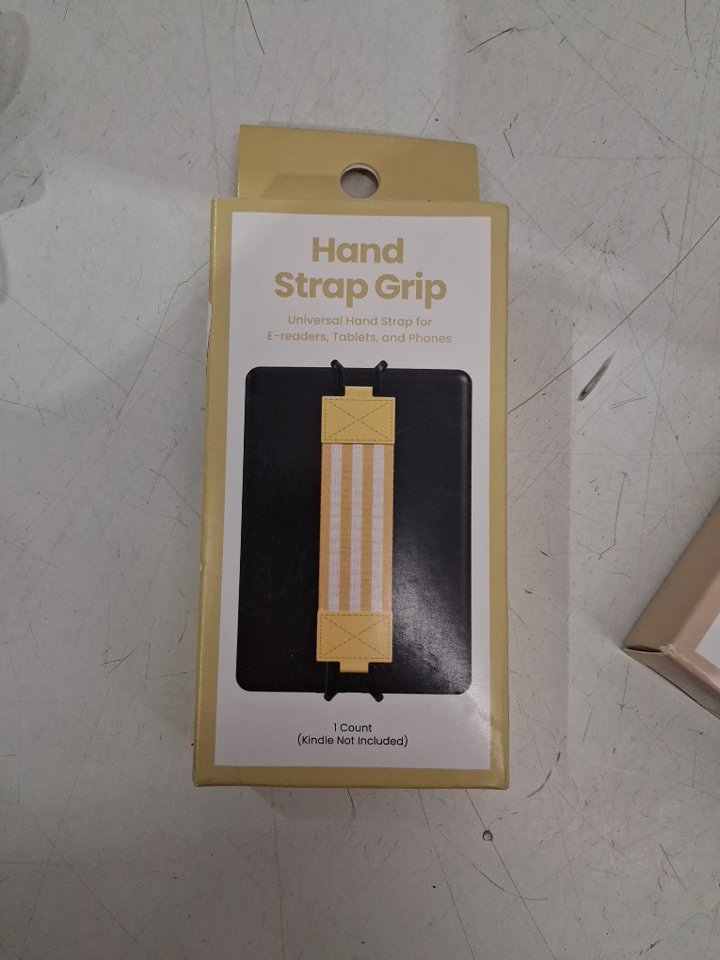 Hand
Strap Grip
Universal Hand Strap for
E-readers, Tablets, and Phones
1 Count
(Kindle Not Included)